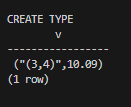 CREATE TYPE
v
-----------------
("(3,4)",10.09)
(1 row)